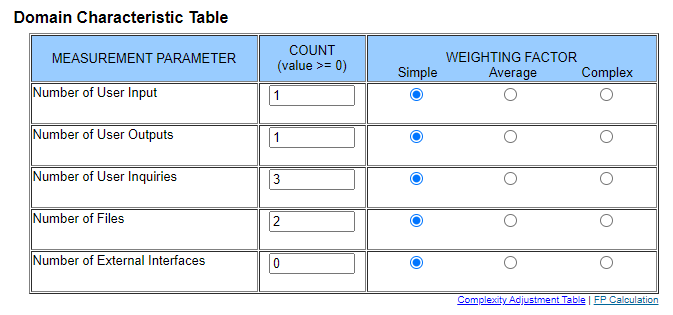 Domain Characteristic Table
MEASUREMENT PARAMETER
COUNT
(value >= 0)
WEIGHTING FACTOR
Simple Average Complex
Number of User Input 1
Number of User Outputs 1
Number of User Inquiries 3
Number of Files 2
Number of External Interfaces 0
Complexity Adjustment Table | FP Calculation